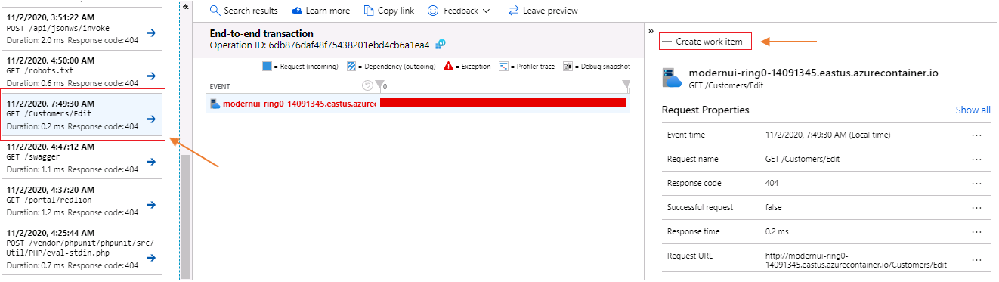 11/2/2020, 3:51:22 AM
POST /api/jsonws/invoke
Duration: 2.0 ms Response code: 404
11/2/2020, 4:50:00 AM
GET /robots.txt
Duration: 0.6 ms Response code: 404
11/2/2020, 7:49:30 AM
GET /Customers/Edit
Duration: 0.2 ms Response code: 404
11/2/2020, 4:47:12 AM
GET /swagger
Duration: 1.1 ms Response code: 404
11/2/2020, 4:37:20 AM
GET /portal/redlion
Duration: 1.2 ms Response code: 404
11/2/2020, 4:25:44 AM
POST /vendor/phpunit/phpunit/src/
Util/PHP/eval-stdin.php
Duration: 0.7 ms Response code: 404
Search results Learn more Copy link Feedback Leave preview
End-to-end transaction
Operation ID: 6db876daf48f75438201ebd4cb6a1ea4
= Request (incoming) = Dependency (outgoing) = Exception = Profiler trace = Debug snapshot
EVENT 0
modernui-ring0-14091345.eastus.azurec
Create work item
modernui-ring0-14091345.eastus.azurecontainer.io
GET /Customers/Edit
Request Properties Show all
Event time 11/2/2020, 7:49:30 AM (Local time) ...
Request name GET /Customers/Edit ...
Response code 404 ...
Successful request false ...
Response time 0.2 ms ...
Request URL http://modernui-ring0-
14091345.eastus.azurecontainer.io/Customers/Edit ...